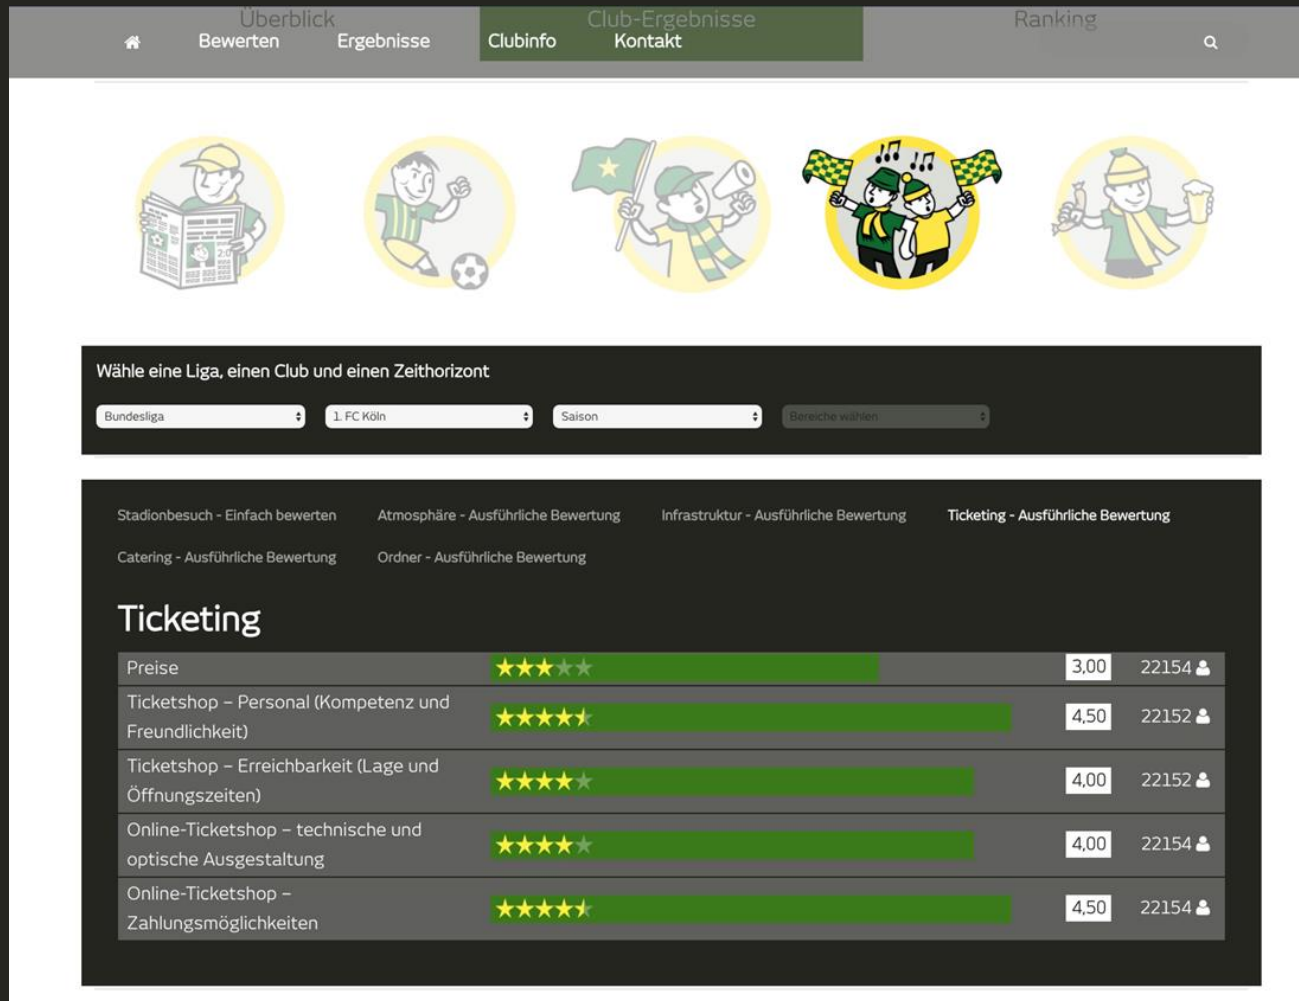 Überblick
Club-Ergebnisse
Ranking
Bewerten
Ergebnisse
Clubinfo
Kontakt
2:0
Wähle eine Liga, einen Club und einen Zeithorizont
Bundesliga
1. FC Köln
Saison
Bereiche wählen
Stadionbesuch - Einfach bewerten
Atmosphäre - Ausführliche Bewertung
Infrastruktur - Ausführliche Bewertung
Ticketing - Ausführliche Bewertung
Catering - Ausführliche Bewertung
Ordner - Ausführliche Bewertung
Ticketing
Preise
3,00
22154
Ticketshop – Personal (Kompetenz und
Freundlichkeit)
4,50
22152
Ticketshop – Erreichbarkeit (Lage und
Öffnungszeiten)
4,00
22152
Online-Ticketshop – technische und
optische Ausgestaltung
4,00
22154
Online-Ticketshop –
Zahlungsmöglichkeiten
4,50
22154